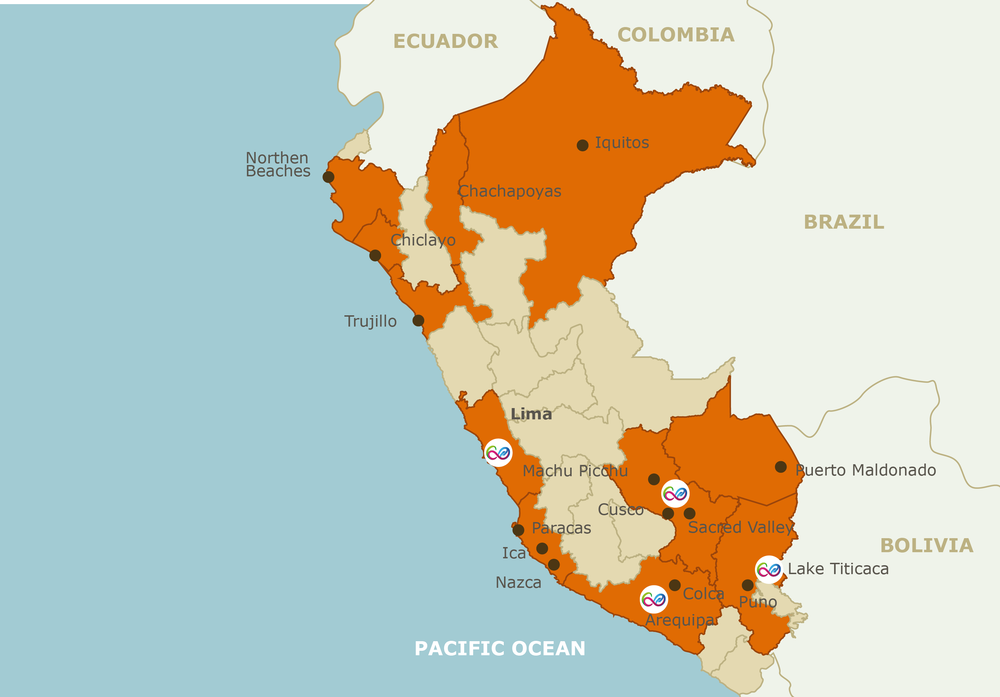 COLOMBIA
ECUADOR
Iquitos
Northen
Beaches
Chachapoyas
BRAZIL
Chiclayo
Trujillo
Lima
Machu Picchu
Puerto Maldonado
Cusco
Sacred Valley
Paracas
BOLIVIA
Ica
Lake Titicaca
Nazca
Colca
Puno
Arequipa
PACIFIC OCEAN